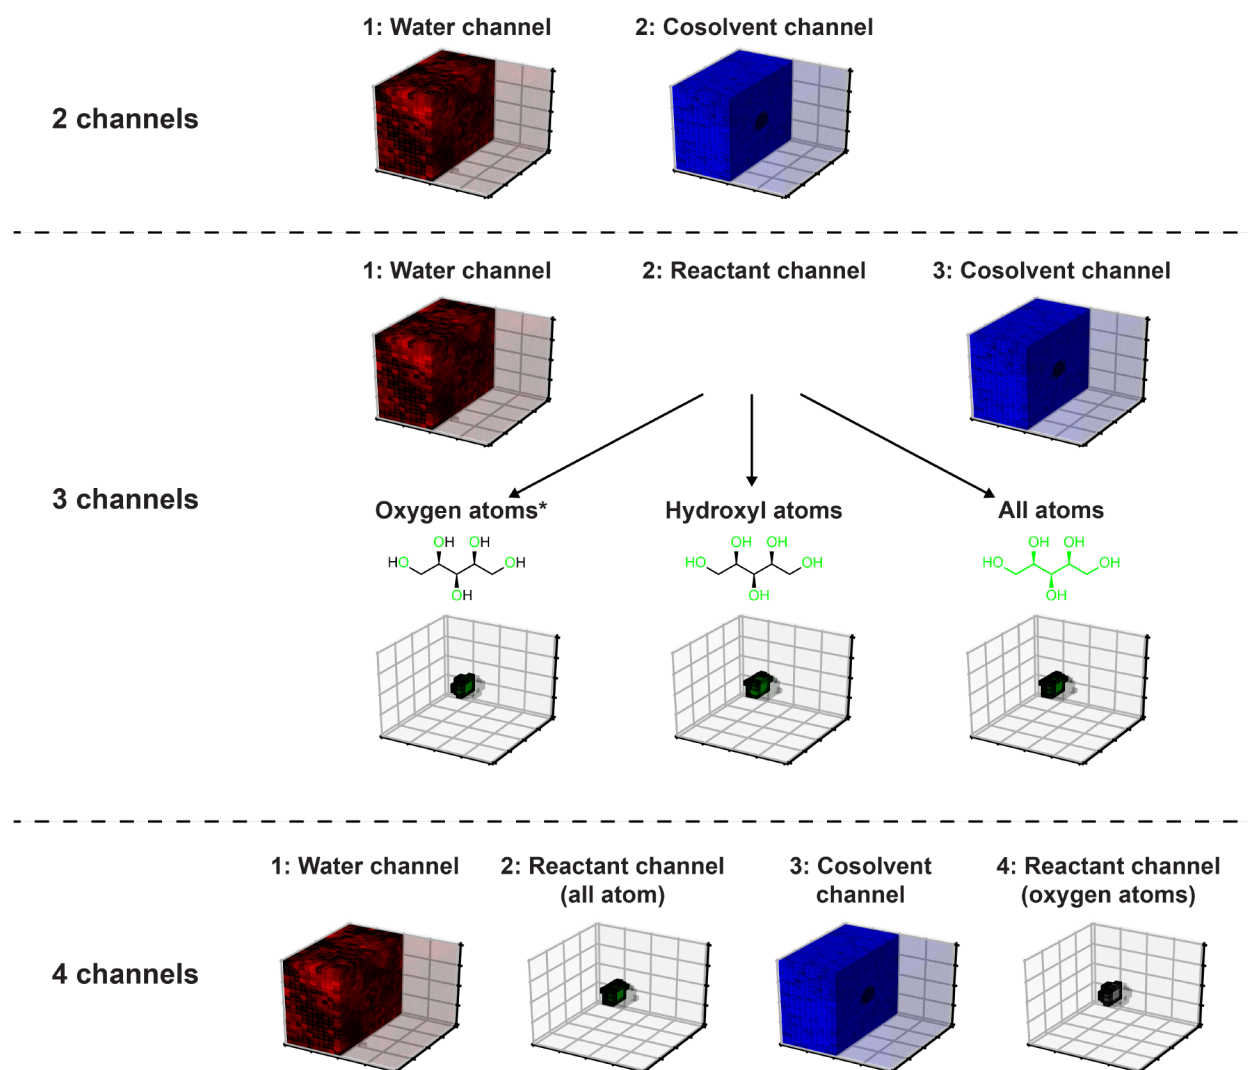 1: Water channel
2: Cosolvent channel
2 channels
1: Water channel
2: Reactant channel
3: Cosolvent channel
3 channels
Oxygen atoms*
Hydroxyl atoms
All atoms
OH
OH
HO
OH
OH
OH
OH
HO
OH
OH
OH
OH
HO
OH
OH
1: Water channel
2: Reactant channel
(all atom)
3: Cosolvent
channel
4: Reactant channel
(oxygen atoms)
4 channels